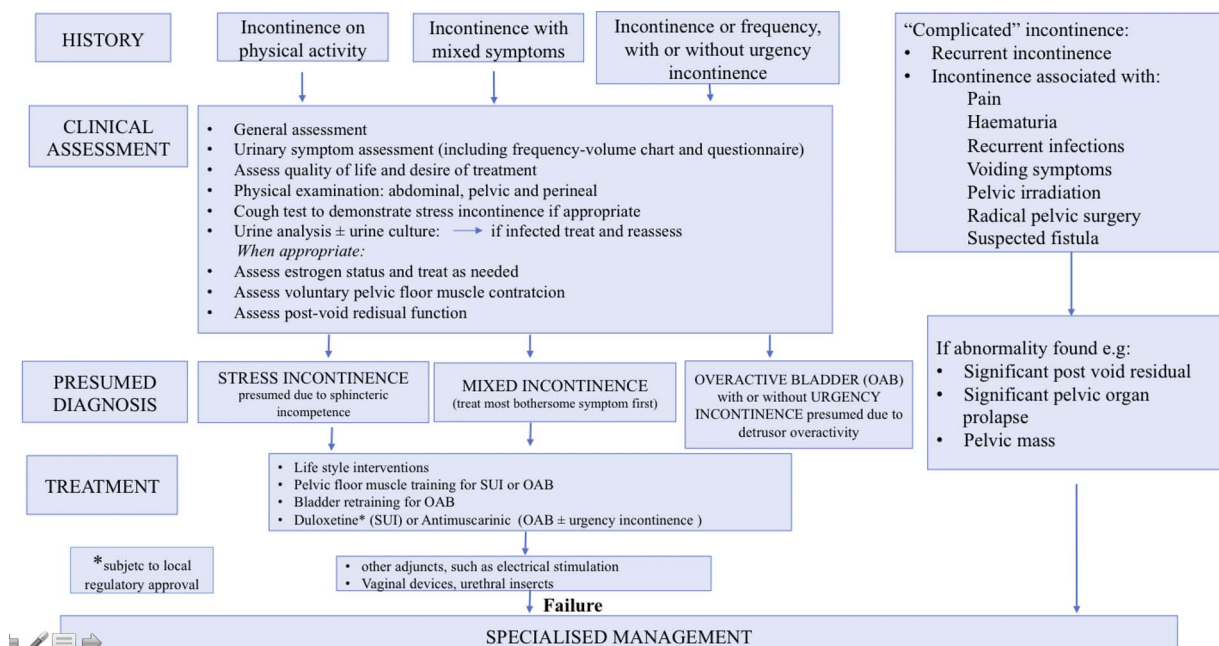 HISTORY
Incontinence on
physical activity
Incontinence with
mixed symptoms
Incontinence or frequency,
with or without urgency
incontinence
“Complicated” incontinence:
• Recurrent incontinence
• Incontinence associated with:
Pain
Haematuria
Recurrent infections
Voiding symptoms
Pelvic irradiation
Radical pelvic surgery
Suspected fistula
CLINICAL
ASSESSMENT
• General assessment
• Urinary symptom assessment (including frequency-volume chart and questionnaire)
• Assess quality of life and desire of treatment
• Physical examination: abdominal, pelvic and perineal
• Cough test to demonstrate stress incontinence if appropriate
• Urine analysis ± urine culture: → if infected treat and reassess
When appropriate:
• Assess estrogen status and treat as needed
• Assess voluntary pelvic floor muscle contratcion
• Assess post-void redisual function
If abnormality found e.g:
• Significant post void residual
• Significant pelvic organ
prolapse
• Pelvic mass
PRESUMED
DIAGNOSIS
STRESS INCONTINENCE
presumed due to sphincteric
incompetence
MIXED INCONTINENCE
(treat most bothersome symptom first)
OVERACTIVE BLADDER (OAB)
with or without URGENCY
INCONTINENCE presumed due to
detrusor overactivity
TREATMENT
• Life style interventions
• Pelvic floor muscle training for SUI or OAB
• Bladder retraining for OAB
• Duloxetine* (SUI) or Antimuscarinic (OAB ± urgency incontinence )
*subjetc to local
regulatory approval
• other adjuncts, such as electrical stimulation
• Vaginal devices, urethral insercts
Failure
SPECIALISED MANAGEMENT